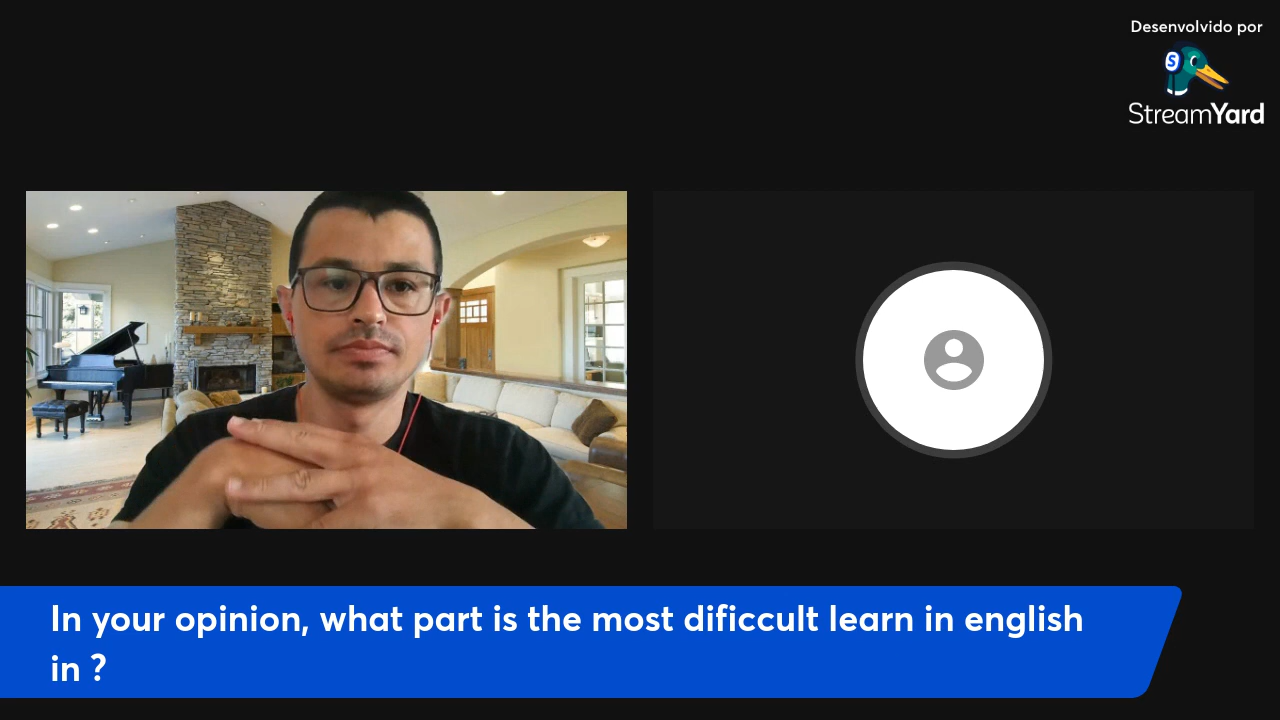 Desenvolvido por
S
StreamYard
In your opinion, what part is the most dificcult learn in english
in ?